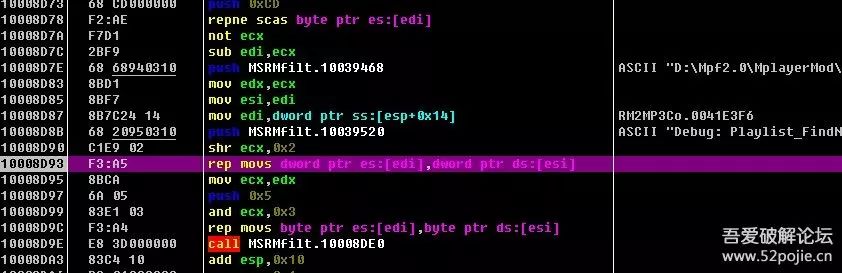 10008D73 68 CD000000 push 0xCD
10008D78 F2:AE repne scas byte ptr es:[edi]
10008D7A F7D1 not ecx
10008D7C 2BF9 sub edi,ecx
10008D7E 68 68940310 push MSRMfilt.10039468 ASCII "D:\Mpf2.0\MplayerMod\
10008D83 8BD1 mov edx,ecx
10008D85 8BF7 mov esi,edi
10008D87 8B7C24 14 mov edi,dword ptr ss:[esp+0x14] RM2MP3Co.0041E3F6
10008D8B 68 20950310 push MSRMfilt.10039520 ASCII "Debug: Playlist_FindN
10008D90 C1E9 02 shr ecx,0x2
10008D93 F3:A5 rep movs dword ptr es:[edi],dword ptr ds:[esi]
10008D95 8BCA mov ecx,edx
10008D97 6A 05 push 0x5
10008D99 83E1 03 and ecx,0x3
10008D9C F3:A4 rep movs byte ptr es:[edi],byte ptr ds:[esi]
10008D9E E8 3D000000 call MSRMfilt.10008DE0
10008DA3 83C4 10 add esp,0x10
吾爱破解论坛
www.52pojie.cn